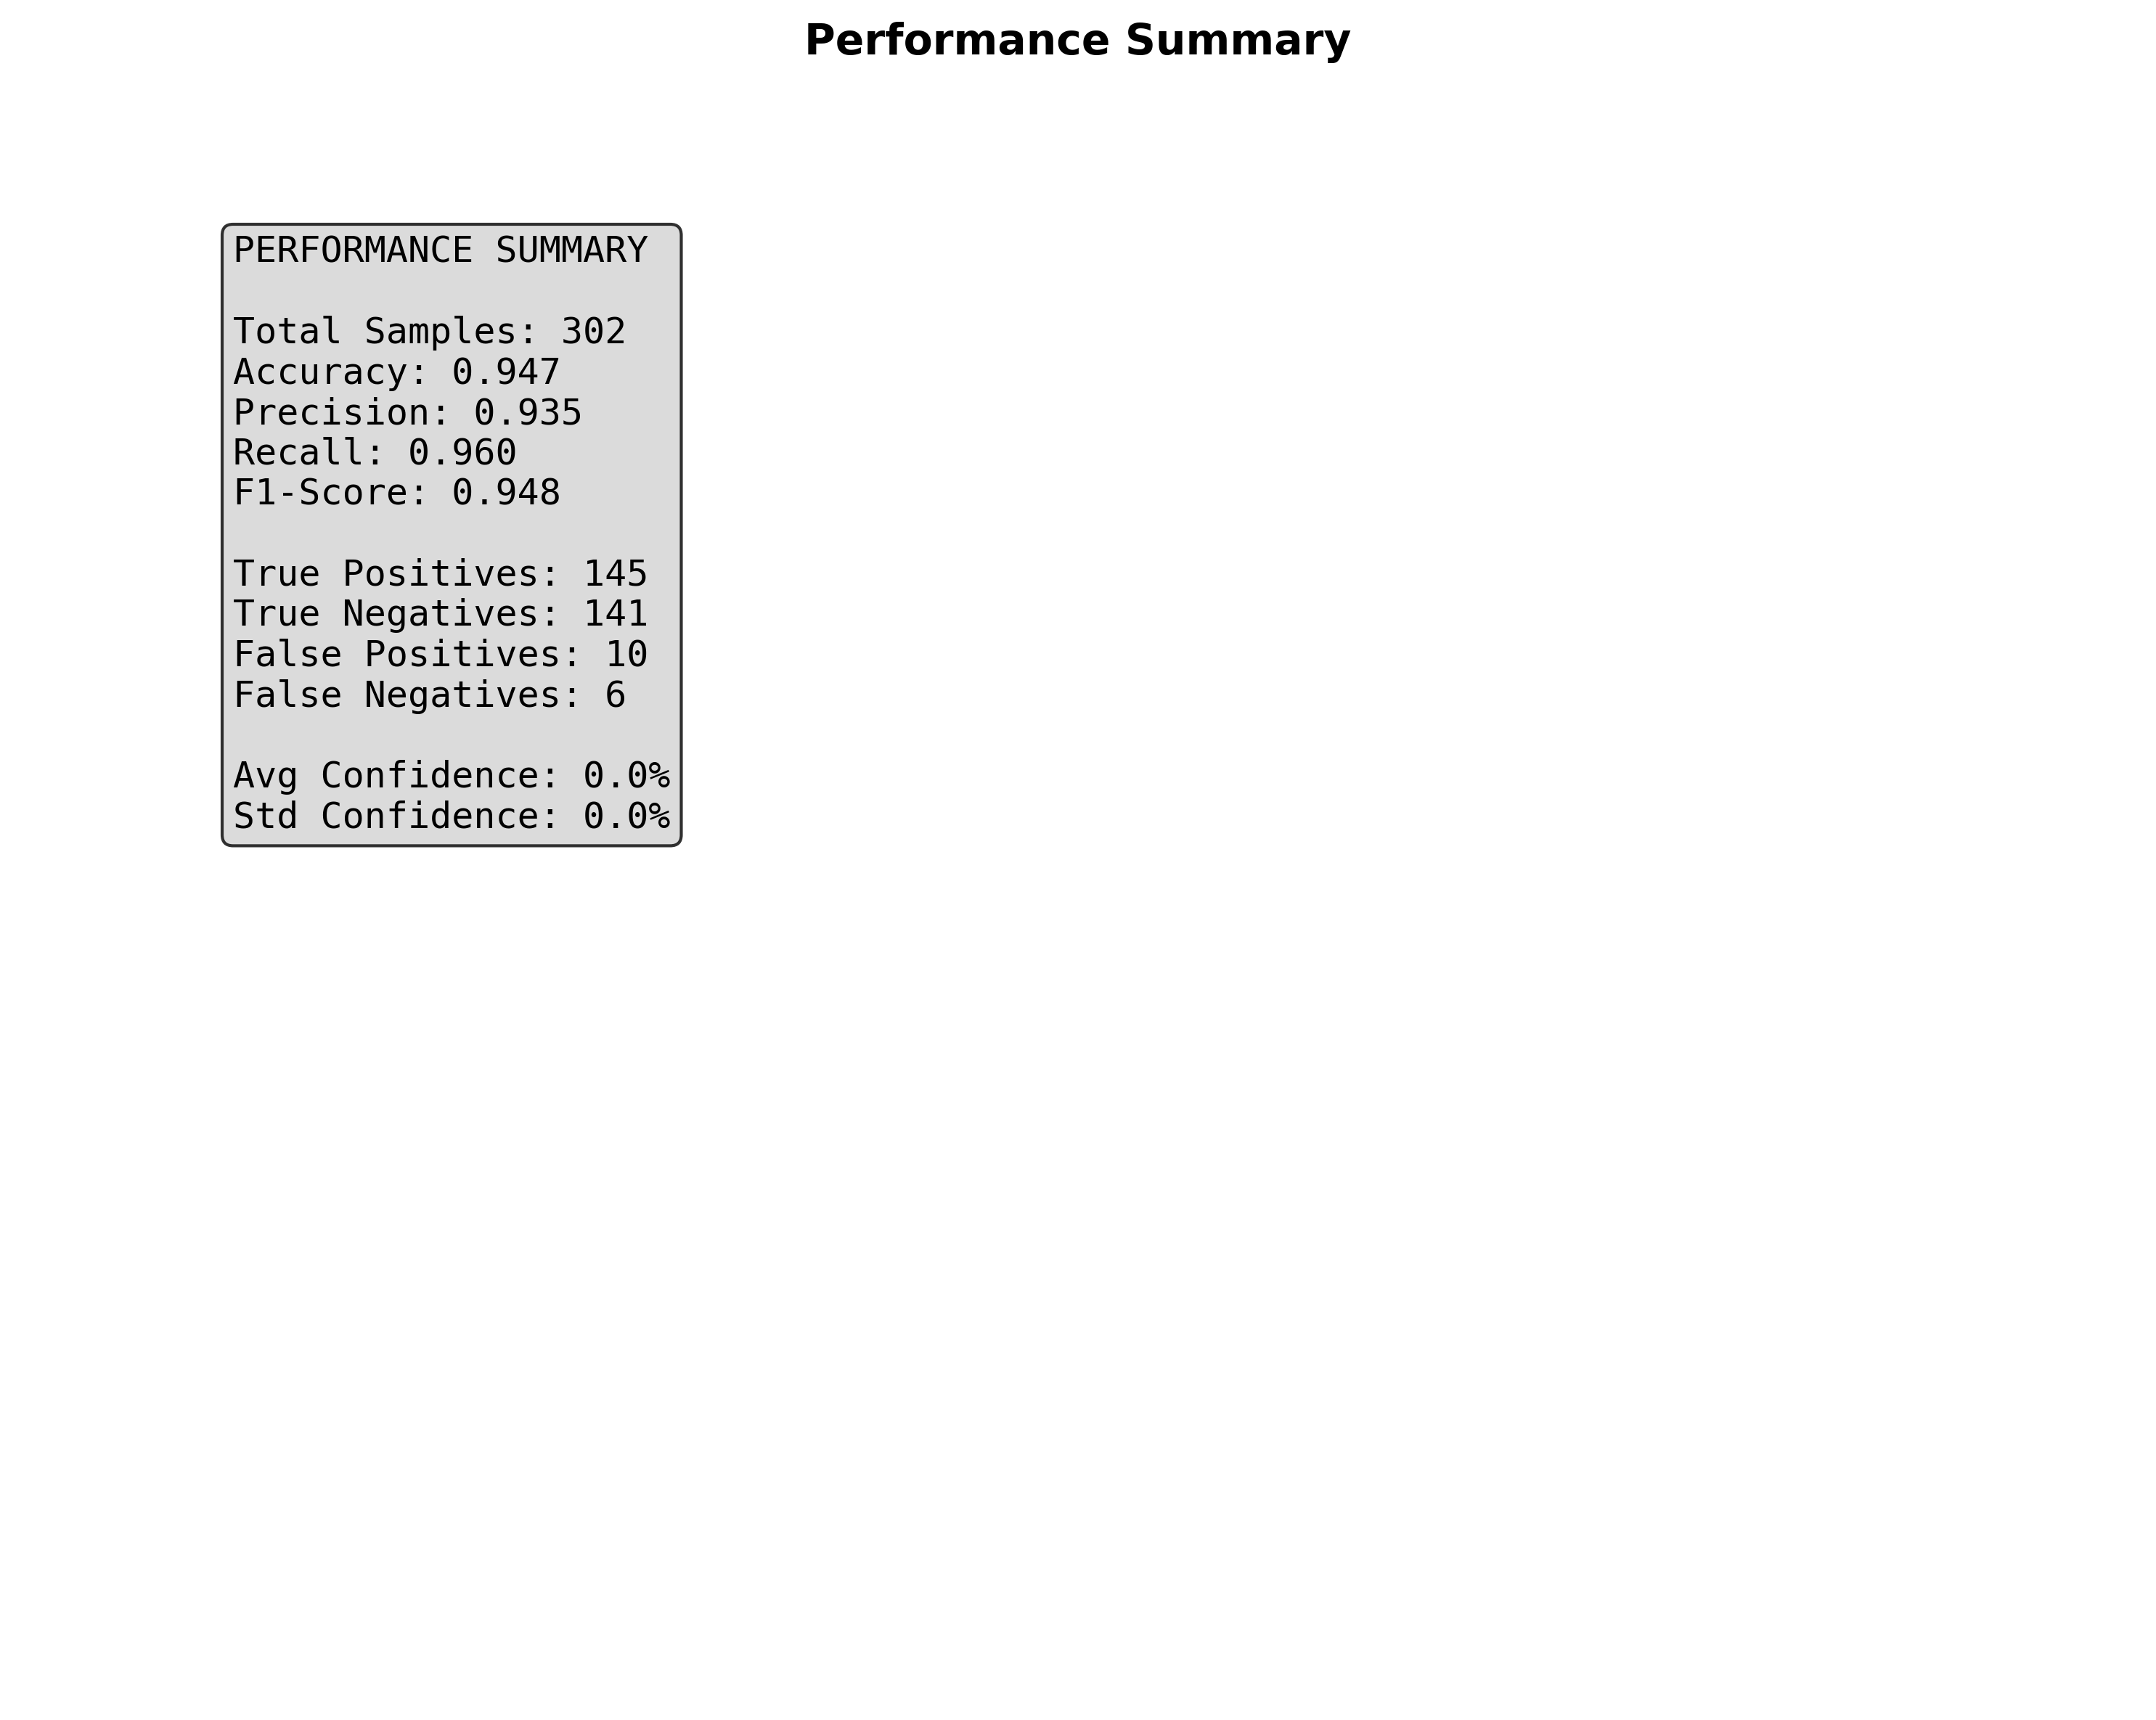 Performance Summary
PERFORMANCE SUMMARY
Total Samples: 302
Accuracy: 0.947
Precision: 0.935
Recall: 0.960
F1-Score: 0.948
True Positives: 145
True Negatives: 141
False Positives: 10
False Negatives: 6
Avg Confidence: 0.0%
Std Confidence: 0.0%